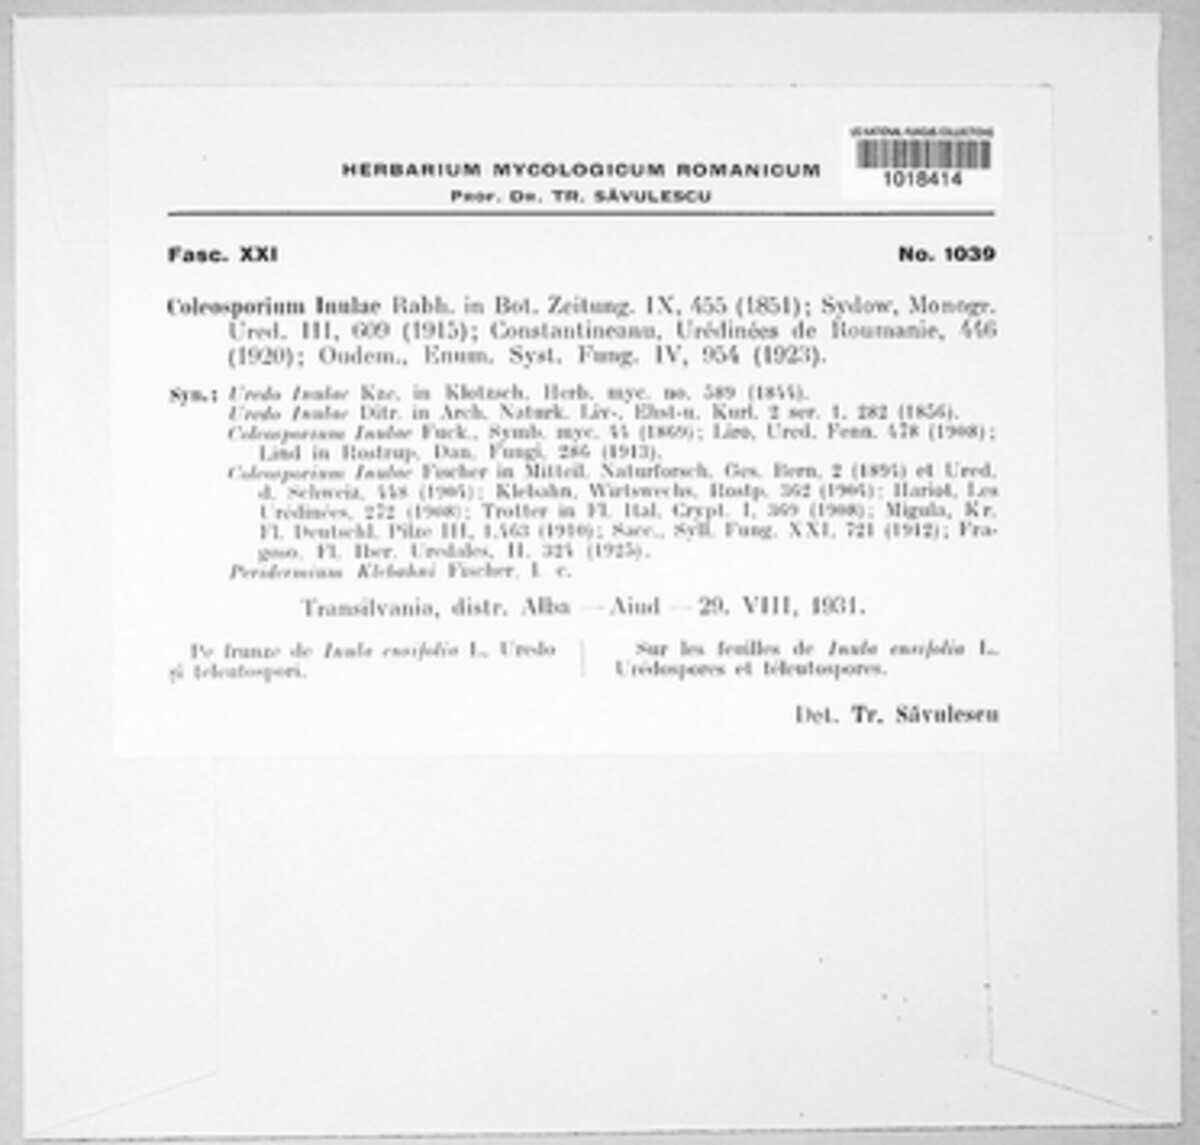 US NATIONAL FUNGUS COLLECTIONS
1018414
HERBARIUM MYCOLOGICUM ROMANICUM
PROF. DR. TR. SĂVULESCU
Fasc. XXI No. 1039
Coleosporium Inulae Rabh. in Bot. Zeitung. IX, 455 (1851); Sydow, Monogr.
Ured. III, 609 (1915); Constantineanu, Urédinées de Roumanie, 446
(1920); Oudem., Enum. Syst. Fung. IV, 954 (1923).
Syn.: Uredo Inulae Kze. in Klotzsch. Herb. myc. no. 589 (1844).
Uredo Inulae Ditr. in Arch. Naturk. Liv-, Ehst-u. Kurl. 2 ser. 1, 282 (1856).
Coleosporium Inulae Fuck., Symb. myc. 44 (1869); Liro, Ured. Fenn. 478 (1908);
Lind in Rostrup, Dan. Fungi, 286 (1913).
Coleosporium Inulae Fischer in Mitteil. Naturforsch. Ges. Bern, 2 (1894) et Ured.
d. Schweiz, 448 (1904); Klebahn, Wirtswechs. Rostp. 362 (1904); Hariot, Les
Urédinées, 272 (1908); Trotter in Fl. Ital. Crypt. I, 369 (1908); Migula, Kr.
Fl. Deutschl. Pilze III, 1,463 (1910); Sacc., Syll. Fung. XXI, 721 (1912); Fra-
goso, Fl. Iber. Uredales, II, 324 (1925).
Peridermium Klebahni Fischer, l. c.
Transilvania, distr. Alba — Aiud — 29. VIII, 1931.
Pe frunze de Inula ensifolia L. Uredo
și teleutospori.
Sur les feuilles de Inula ensifolia L.
Urédospores et téleutospores.
Det. Tr. Săvulescu